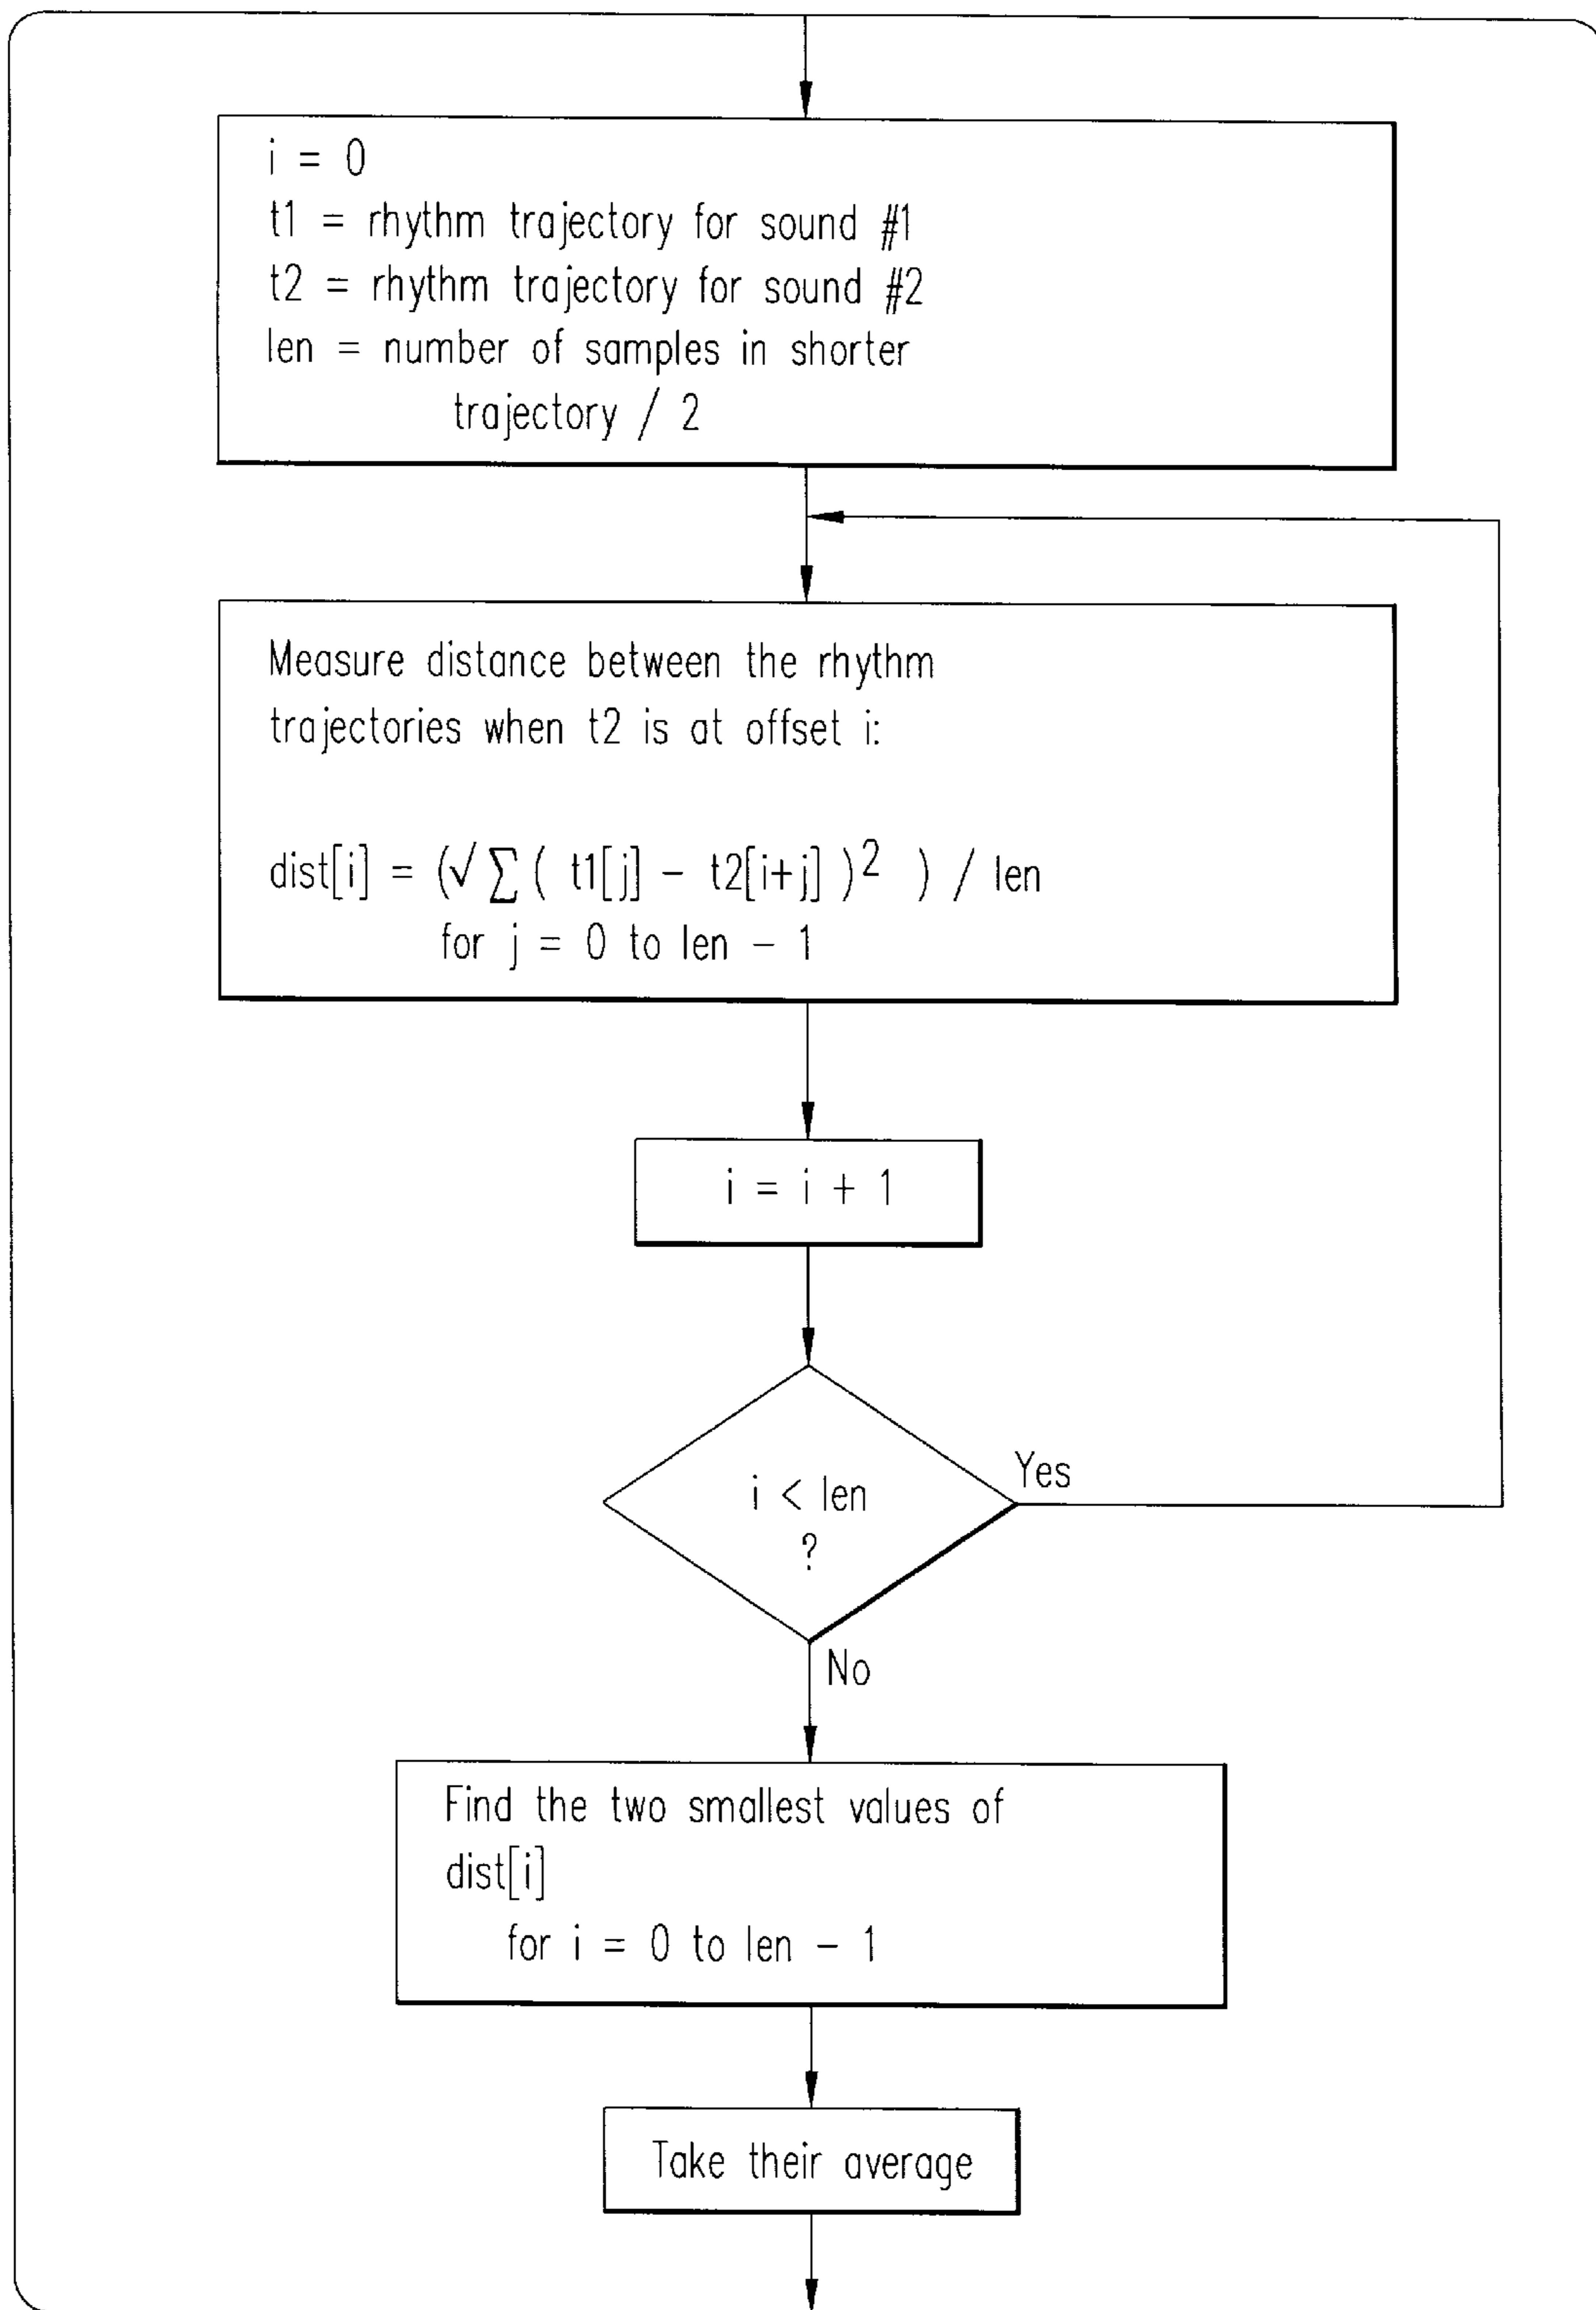 i = 0
t1 = rhythm trajectory for sound #1
t2 = rhythm trajectory for sound #2
len = number of samples in shorter
trajectory / 2
Measure distance between the rhythm
trajectories when t2 is at offset i:
dist[i] = (√∑ ( t1[j] - t2[i+j] )² ) / len
for j = 0 to len - 1
i = i + 1
i < len
?
Yes
No
Find the two smallest values of
dist[i]
for i = 0 to len - 1
Take their average